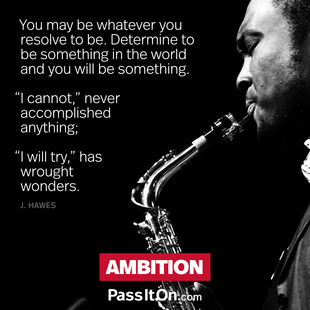 You may be whatever you
resolve to be. Determine to
be something in the world
and you will be something.
“I cannot,” never
accomplished
anything;
“I will try,” has
wrought
wonders.
J. HAWES
AMBITION
PassItOn.com